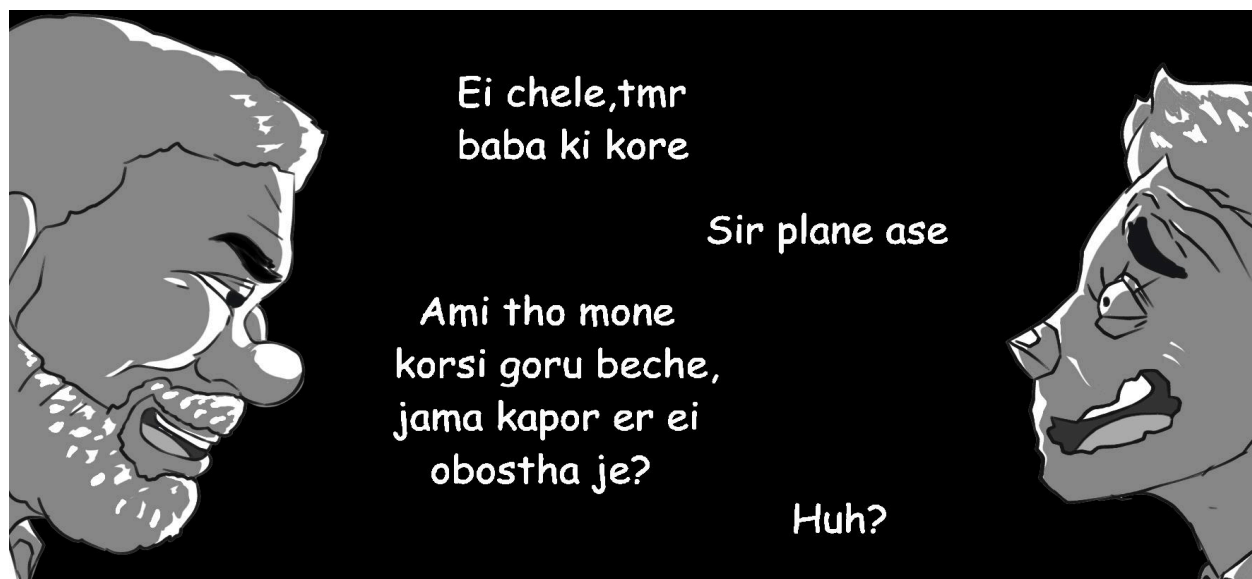 Ei chele,tmr
baba ki kore
Sir plane ase
Ami tho mone
korsi goru beche,
jama kapor er ei
obostha je?
Huh?